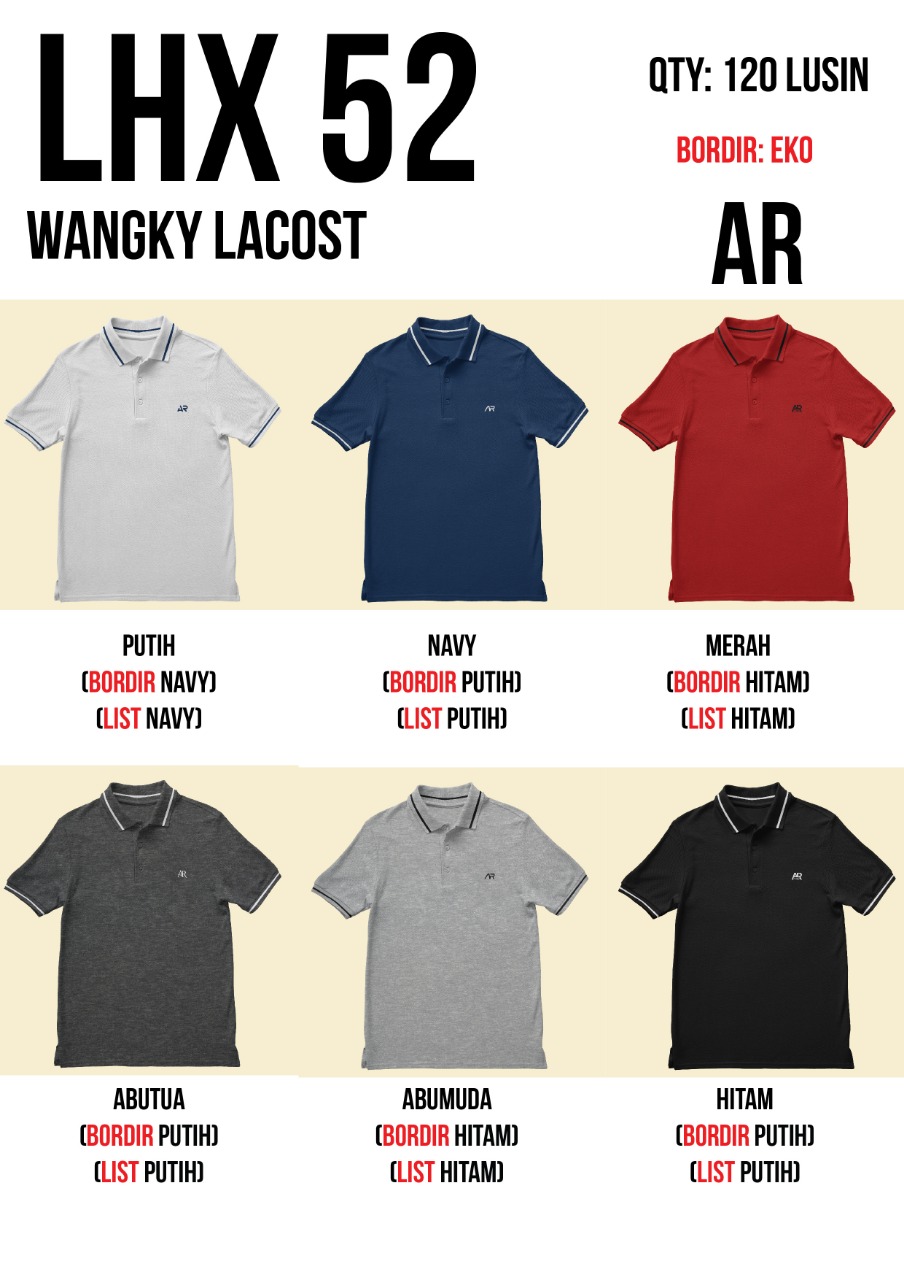 LHX 52
QTY: 120 LUSIN
BORDIR: EKO
WANGKY LACOST
AR
AR
AR
AR
PUTIH
(BORDIR NAVY)
(LIST NAVY)
NAVY
(BORDIR PUTIH)
(LIST PUTIH)
MERAH
(BORDIR HITAM)
(LIST HITAM)
AR
AR
AR
ABUTUA
(BORDIR PUTIH)
(LIST PUTIH)
ABUMUDA
(BORDIR HITAM)
(LIST HITAM)
HITAM
(BORDIR PUTIH)
(LIST PUTIH)